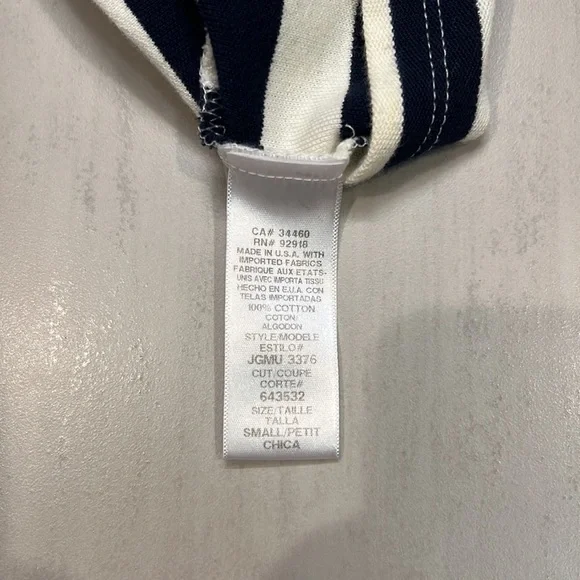 CA# 34460
RN# 92918
MADE IN U.S.A. WITH
IMPORTED FABRICS
FABRIQUE AUX ETATS-
UNIS AVEC IMPORTA TISSU
HECHO EN E.U.A. CON
TELAS IMPORTADAS
100% COTTON
COTON/
ALGODON
STYLE/MODELE
ESTILO#
JGMU 3376
CUT/COUPE
CORTE#
643532
SIZE/TAILLE
TALLA
SMALL/PETIT
CHICA